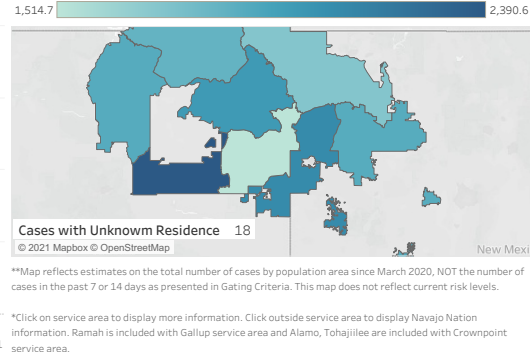 1,514.7 2,390.6
Cases with Unknown Residence 18
© 2021 Mapbox © OpenStreetMap
New Mexi
**Map reflects estimates on the total number of cases by population area since March 2020, NOT the number of
cases in the past 7 or 14 days as presented in Gating Criteria. This map does not reflect current risk levels.
*Click on service area to display more information. Click outside service area to display Navajo Nation
information. Ramah is included with Gallup service area and Alamo, Tohajiilee are included with Crownpoint
service area.